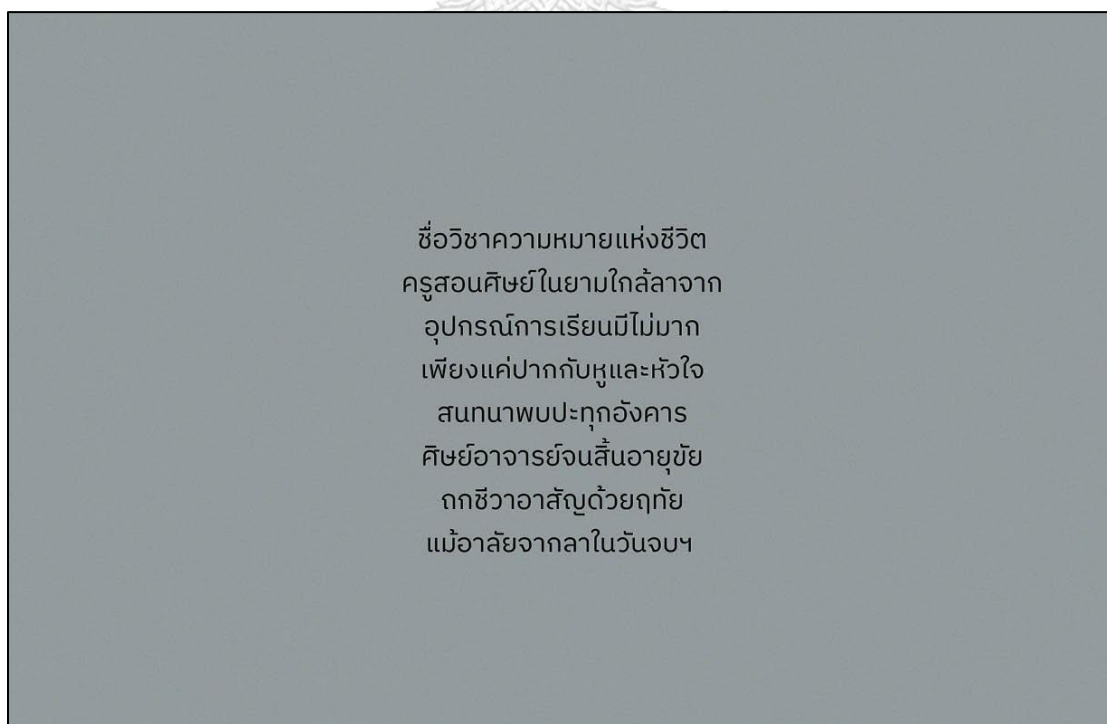 ชื่อวิชาความหมายแห่งชีวิต
ครูสอนศิษย์ในยามใกล้ลาจาก
อุปกรณ์การเรียนมีไม่มาก
เพียงแค่ปากกับหูและหัวใจ
สนทนาพบปะทุกอังคาร
ศิษย์อาจารย์จนสิ้นอายุขัย
ถกชีวาอาสัญด้วยฤทัย
แม้อาลัยจากลาในวันจบฯ